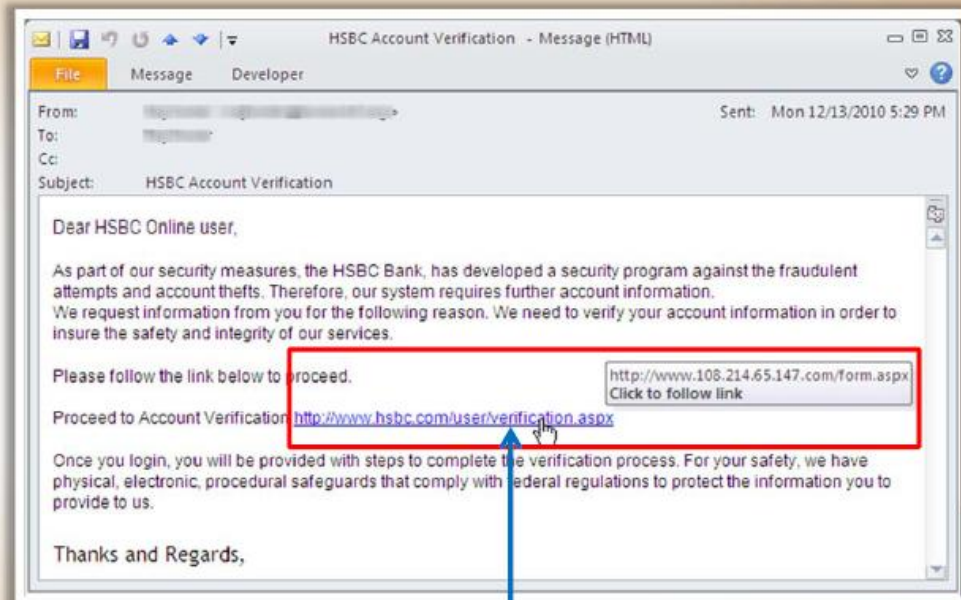 HSBC Account Verification - Message (HTML)
File Message Developer
From: Sent: Mon 12/13/2010 5:29 PM
To:
Cc:
Subject: HSBC Account Verification
Dear HSBC Online user,
As part of our security measures, the HSBC Bank, has developed a security program against the fraudulent
attempts and account thefts. Therefore, our system requires further account information.
We request information from you for the following reason. We need to verify your account information in order to
insure the safety and integrity of our services.
Please follow the link below to proceed.
http://www.108.214.65.147.com/form.aspx
Click to follow link
Proceed to Account Verification http://www.hsbc.com/user/verification.aspx
Once you login, you will be provided with steps to complete the verification process. For your safety, we have
physical, electronic, procedural safeguards that comply with federal regulations to protect the information you to
provide to us.
Thanks and Regards,